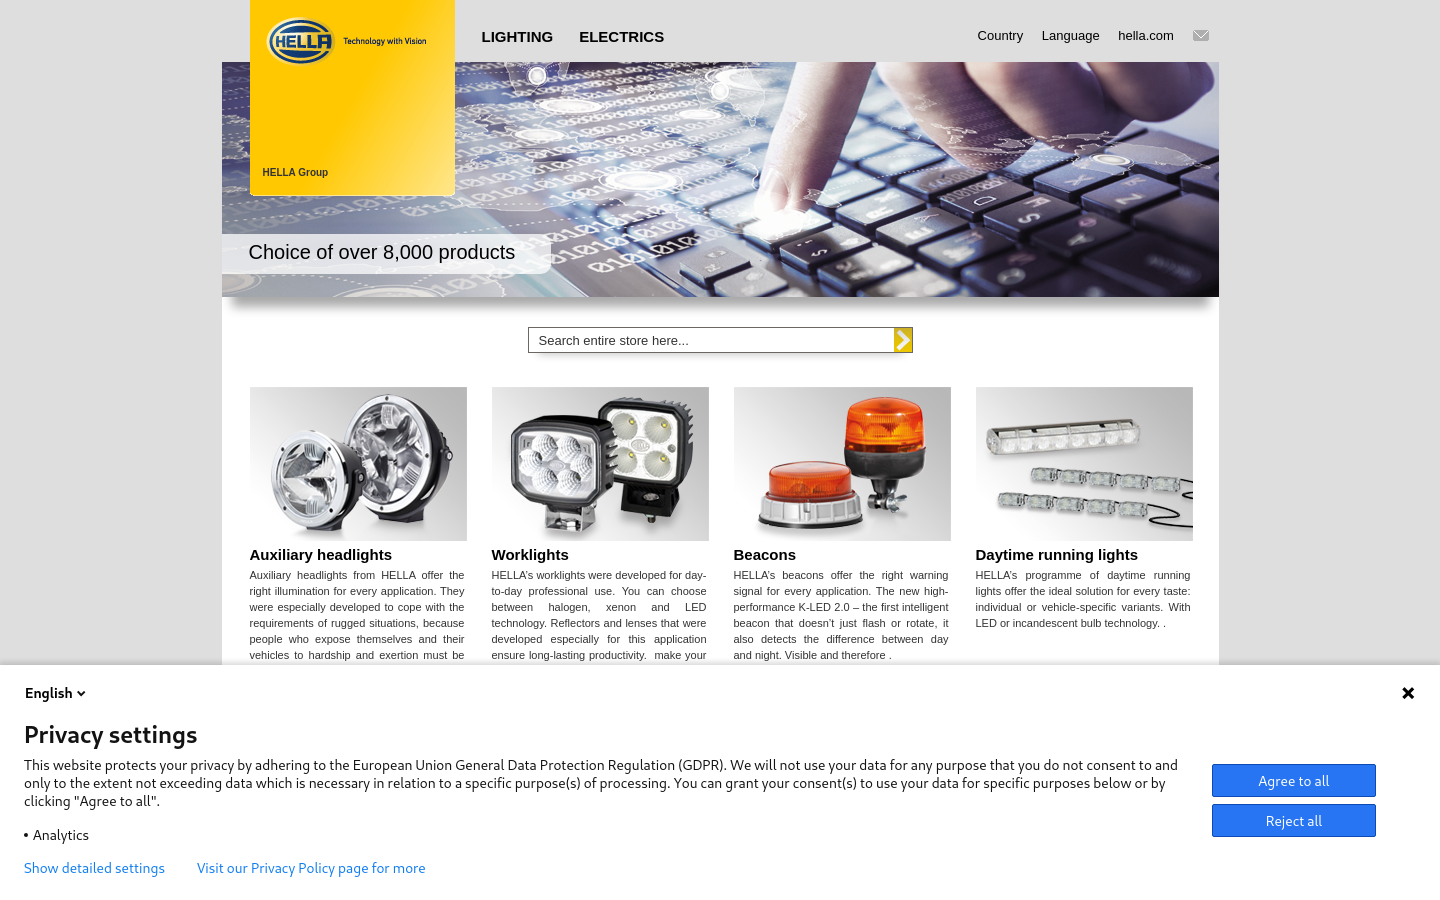 HELLA Technology with Vision
LIGHTING ELECTRICS
Country Language hella.com
HELLA Group
Choice of over 8,000 products
Search entire store here...
Auxiliary headlights
Auxiliary headlights from HELLA offer the
right illumination for every application. They
were especially developed to cope with the
requirements of rugged situations, because
people who expose themselves and their
vehicles to hardship and exertion must be
Worklights
HELLA's worklights were developed for day-
to-day professional use. You can choose
between halogen, xenon and LED
technology. Reflectors and lenses that were
developed especially for this application
ensure long-lasting productivity. make your
Beacons
HELLA's beacons offer the right warning
signal for every application. The new high-
performance K-LED 2.0 – the first intelligent
beacon that doesn't just flash or rotate, it
also detects the difference between day
and night. Visible and therefore .
Daytime running lights
HELLA's programme of daytime running
lights offer the ideal solution for every taste:
individual or vehicle-specific variants. With
LED or incandescent bulb technology. .
English
Privacy settings
This website protects your privacy by adhering to the European Union General Data Protection Regulation (GDPR). We will not use your data for any purpose that you do not consent to and
only to the extent not exceeding data which is necessary in relation to a specific purpose(s) of processing. You can grant your consent(s) to use your data for specific purposes below or by
clicking "Agree to all".
• Analytics
Show detailed settings Visit our Privacy Policy page for more
Agree to all
Reject all